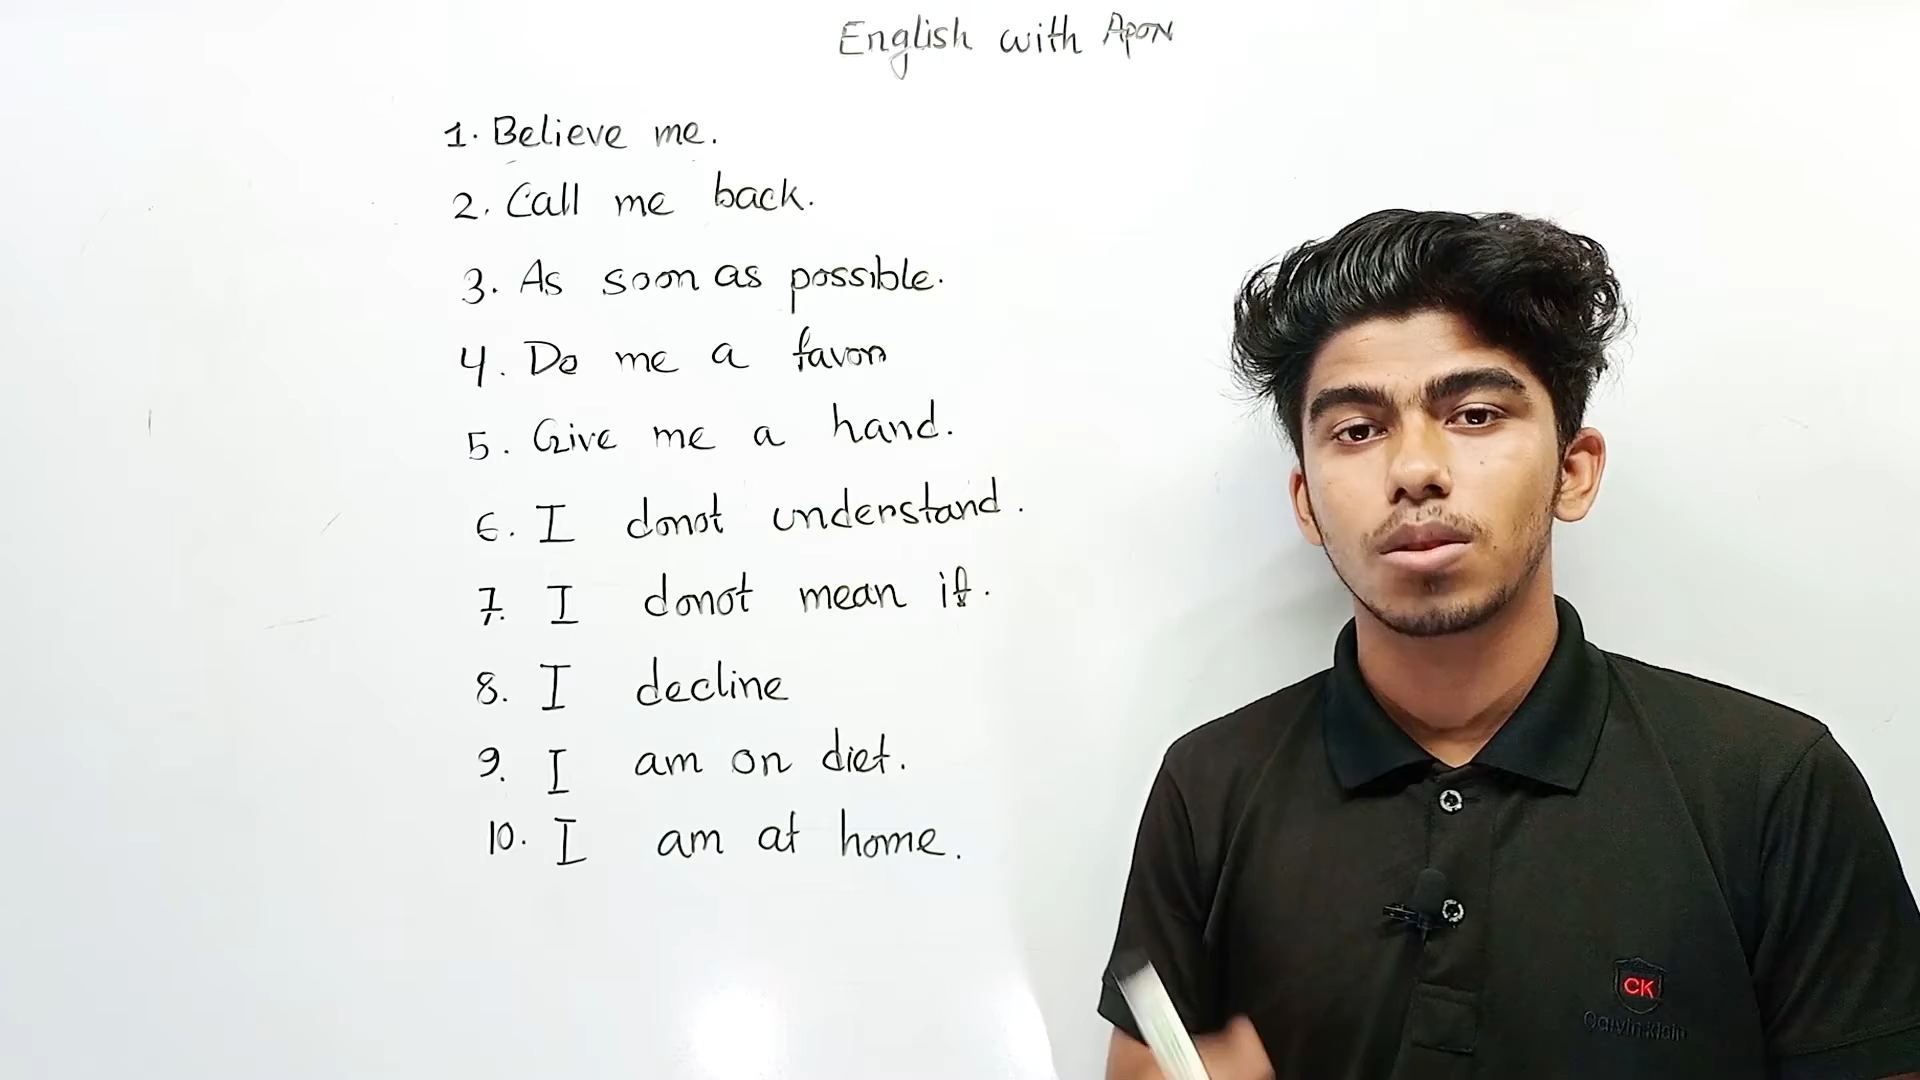 English with Apon
1. Believe me.
2. Call me back.
3. As soon as possible.
4. Do me a favor
5. Give me a hand.
6. I donot understand.
7. I donot mean it.
8. I decline
9. I am on diet.
10. I am at home.
CK